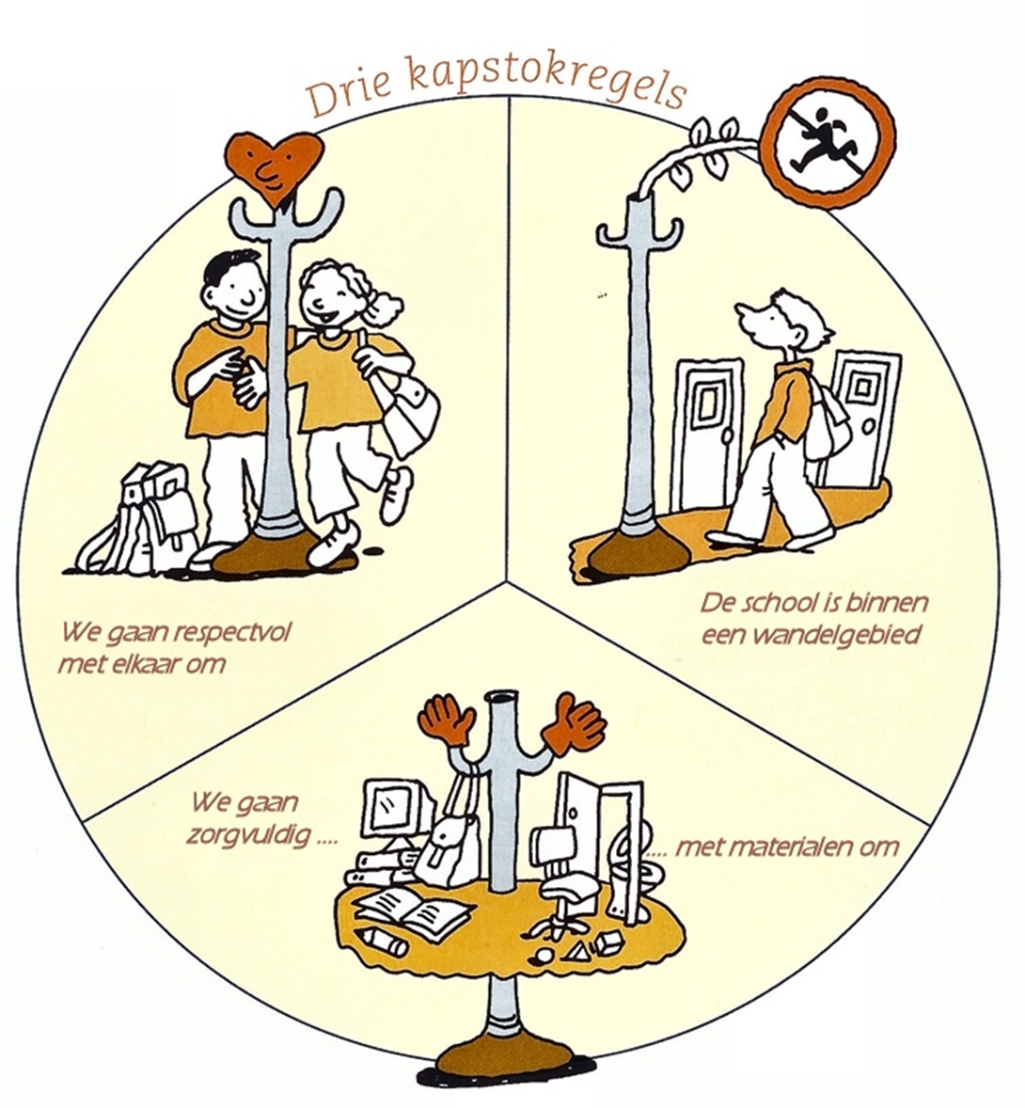 Drie kapstokregels
We gaan respectvol
met elkaar om
De school is binnen
een wandelgebied
We gaan
zorgvuldig ....
.... met materialen om